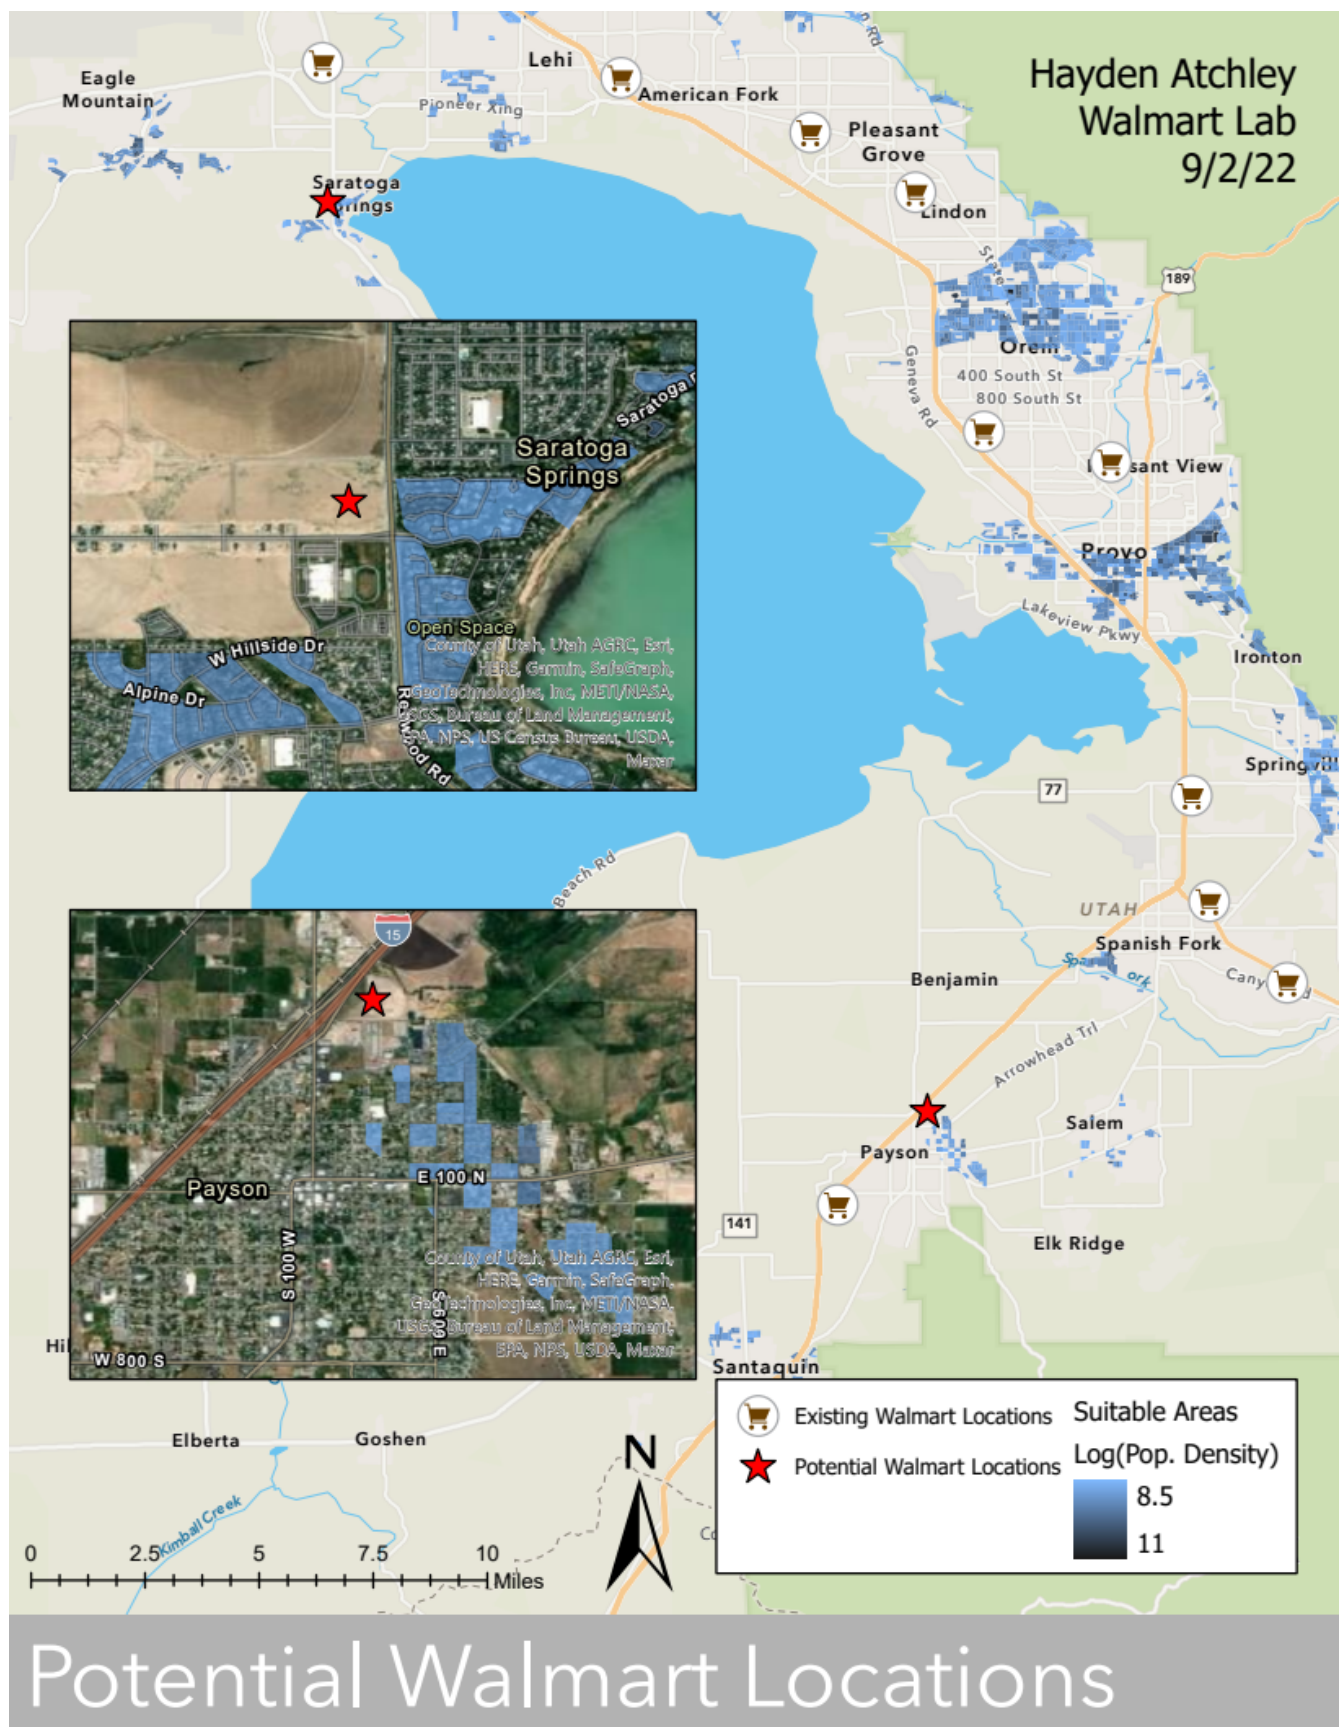 Hayden Atchley
Walmart Lab
9/2/22
Lehi
Eagle
Mountain
American Fork
Pioneer Xing
Pleasant
Grove
Saratoga
Lindon
State
189
Orem
400 South St
800 South St
Geneva Rd
sant View
Provo
Lakeview Pkwy
Ironton
Springvill
77
Beach Rd
UTAH
Spanish Fork
Benjamin
Arrowhead Trl
Salem
Payson
141
Elk Ridge
Santaquin
Elberta
Goshen
Kimball Creek
Saratoga
Saratoga
Springs
Open Space
W Hillside Dr
Alpine Dr
Redwood Rd
County of Utah, Utah AGRC, Esri,
HERE, Garmin, SafeGraph,
GeoTechnologies, Inc, METI/NASA,
USGS, Bureau of Land Management,
EPA, NPS, US Census Bureau, USDA,
Maxar
15
Payson
E 100 N
S 100 W
S 600 E
W 800 S
County of Utah, Utah AGRC, Esri,
HERE, Garmin, SafeGraph,
GeoTechnologies, Inc, METI/NASA,
USGS, Bureau of Land Management,
EPA, NPS, USDA, Maxar
Existing Walmart Locations
Potential Walmart Locations
Suitable Areas
Log(Pop. Density)
8.5
11
N
0 2.5 5 7.5 10
Miles
Potential Walmart Locations